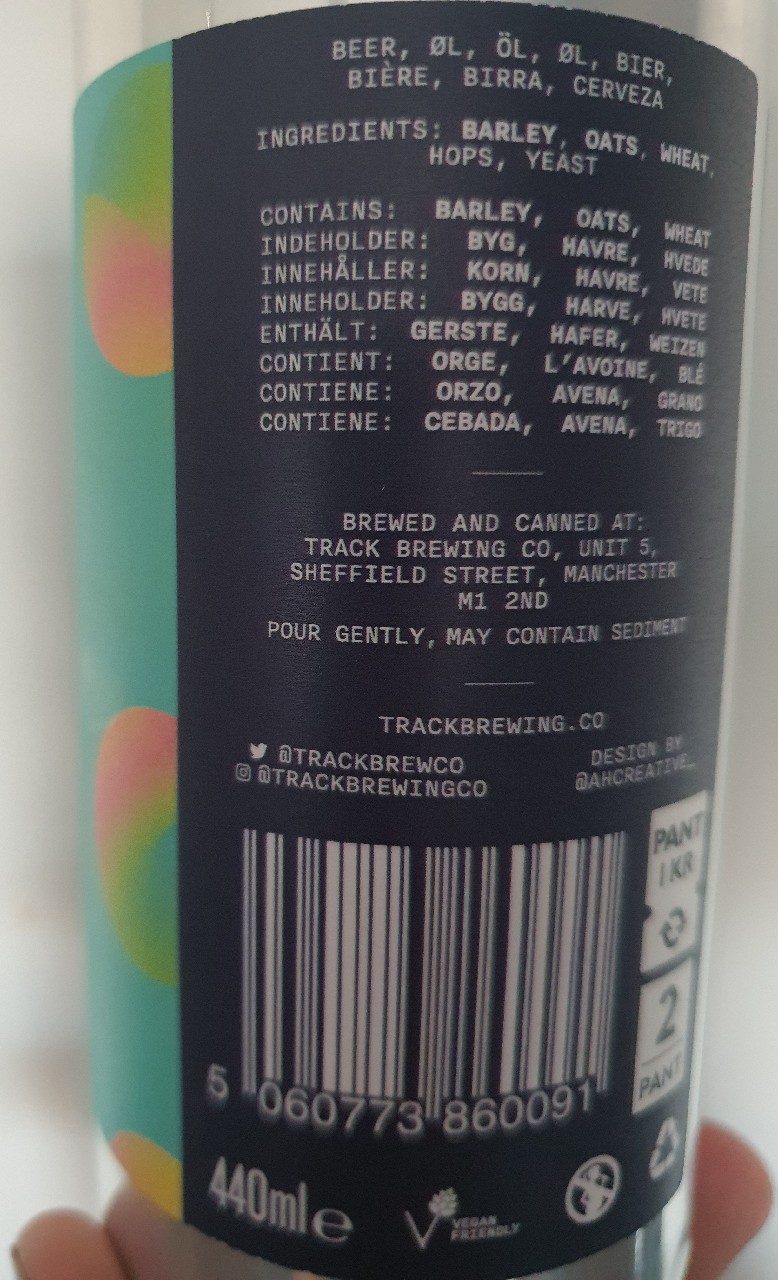 BEER, ØL, ÖL, ØL, BIER,
BIÈRE, BIRRA, CERVEZA
INGREDIENTS: BARLEY, OATS, WHEAT,
HOPS, YEAST
CONTAINS: BARLEY, OATS, WHEAT
INDEHOLDER: BYG, HAVRE, HVEDE
INNEHÅLLER: KORN, HAVRE, VETE
INNEHOLDER: BYGG, HARVE, HVETE
ENTHÄLT: GERSTE, HAFER, WEIZEN
CONTIENT: ORGE, L'AVOINE, BLÉ
CONTIENE: ORZO, AVENA, GRANO
CONTIENE: CEBADA, AVENA, TRIGO
BREWED AND CANNED AT:
TRACK BREWING CO, UNIT 5,
SHEFFIELD STREET, MANCHESTER
M1 2ND
POUR GENTLY, MAY CONTAIN SEDIMENT
TRACKBREWING.CO
@TRACKBREWCO
@TRACKBREWINGCO
DESIGN BY
@AHCREATIVE_
PANT
1 KR
2
PANT
5 060773 860091
440ml e
VEGAN
FRIENDLY